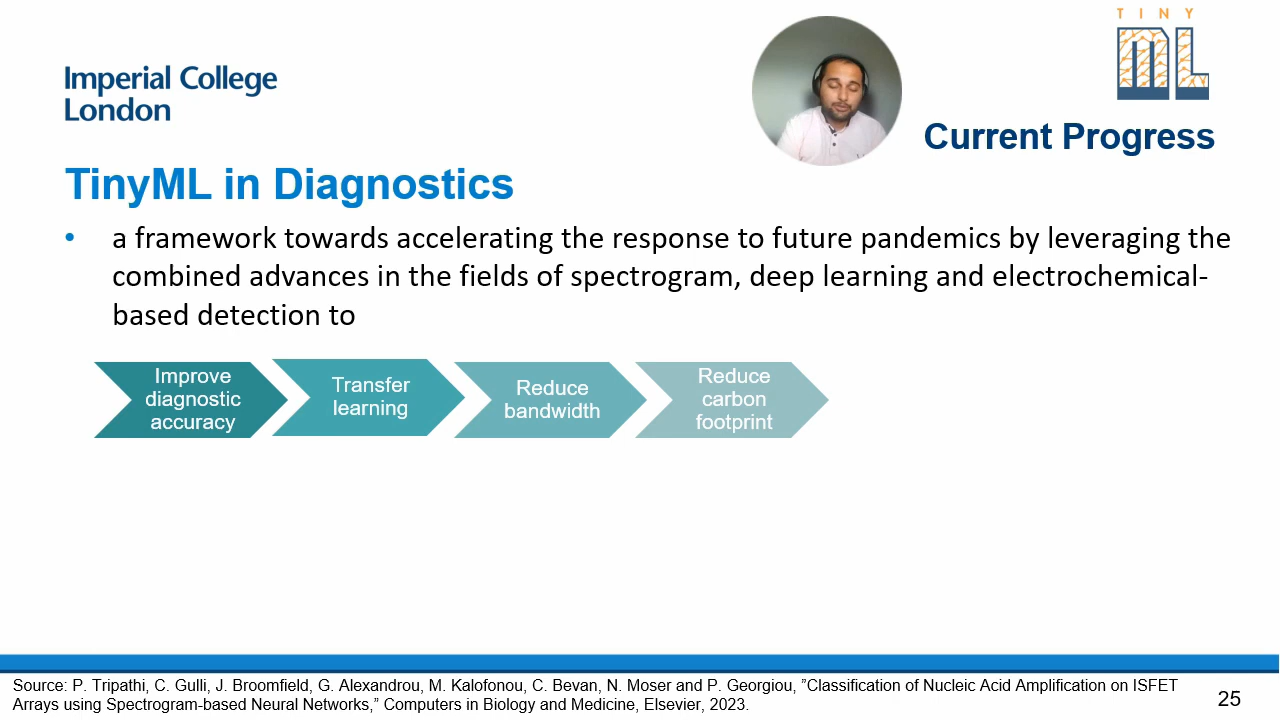 TINY
ML
Imperial College
London
Current Progress
TinyML in Diagnostics
• a framework towards accelerating the response to future pandemics by leveraging the
combined advances in the fields of spectrogram, deep learning and electrochemical-
based detection to
Improve
diagnostic
accuracy
Transfer
learning
Reduce
bandwidth
Reduce
carbon
footprint
Source: P. Tripathi, C. Gulli, J. Broomfield, G. Alexandrou, M. Kalofonou, C. Bevan, N. Moser and P. Georgiou, ”Classification of Nucleic Acid Amplification on ISFET
Arrays using Spectrogram-based Neural Networks,” Computers in Biology and Medicine, Elsevier, 2023.
25